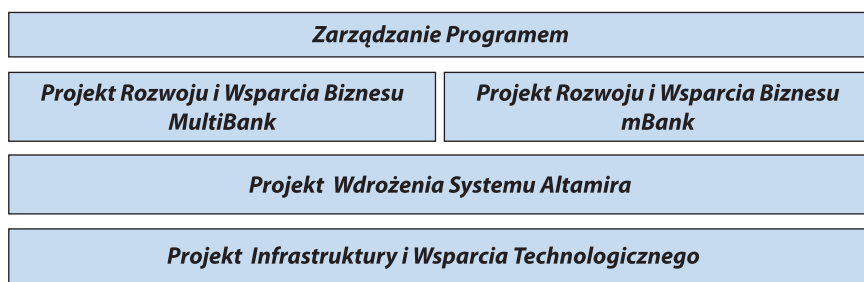 Zarządzanie Programem
Projekt Rozwoju i Wsparcia Biznesu
MultiBank
Projekt Rozwoju i Wsparcia Biznesu
mBank
Projekt Wdrożenia Systemu Altamira
Projekt Infrastruktury i Wsparcia Technologicznego